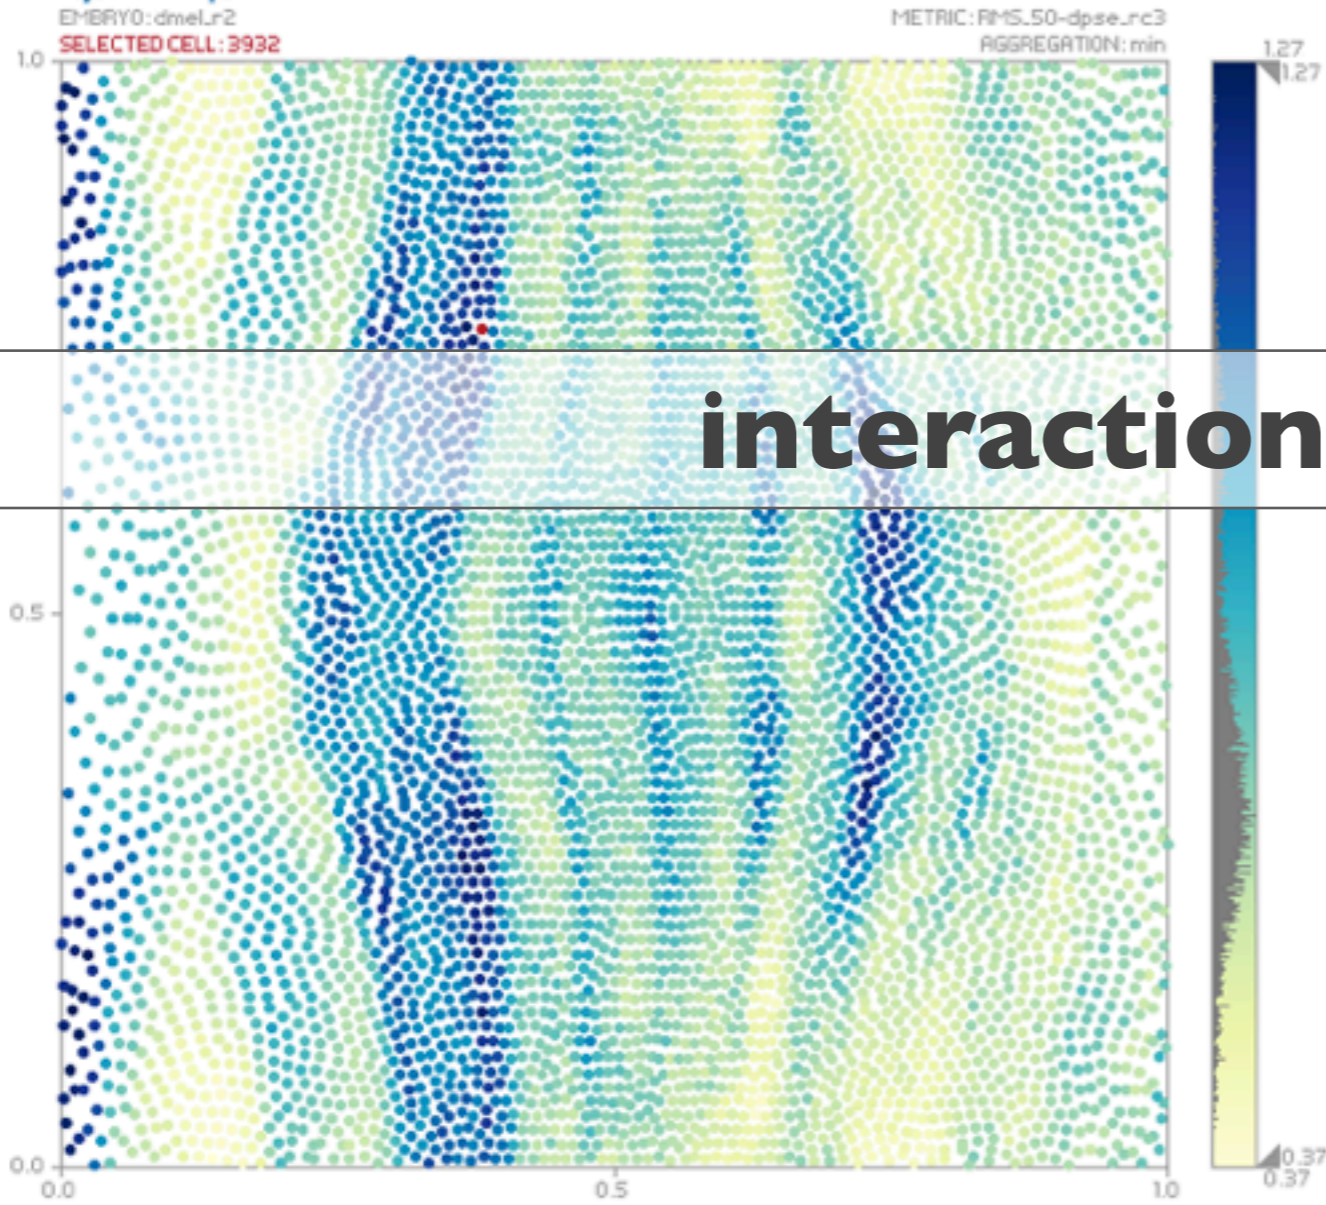 EMBRYO: dmel_r2
METRIC: RMS_50-dpse_rc3
SELECTED CELL: 3932
AGGREGATION: min
1.27
1.27
1.0
interaction
0.5
0.37
0.37
0.0
0.0
0.5
1.0